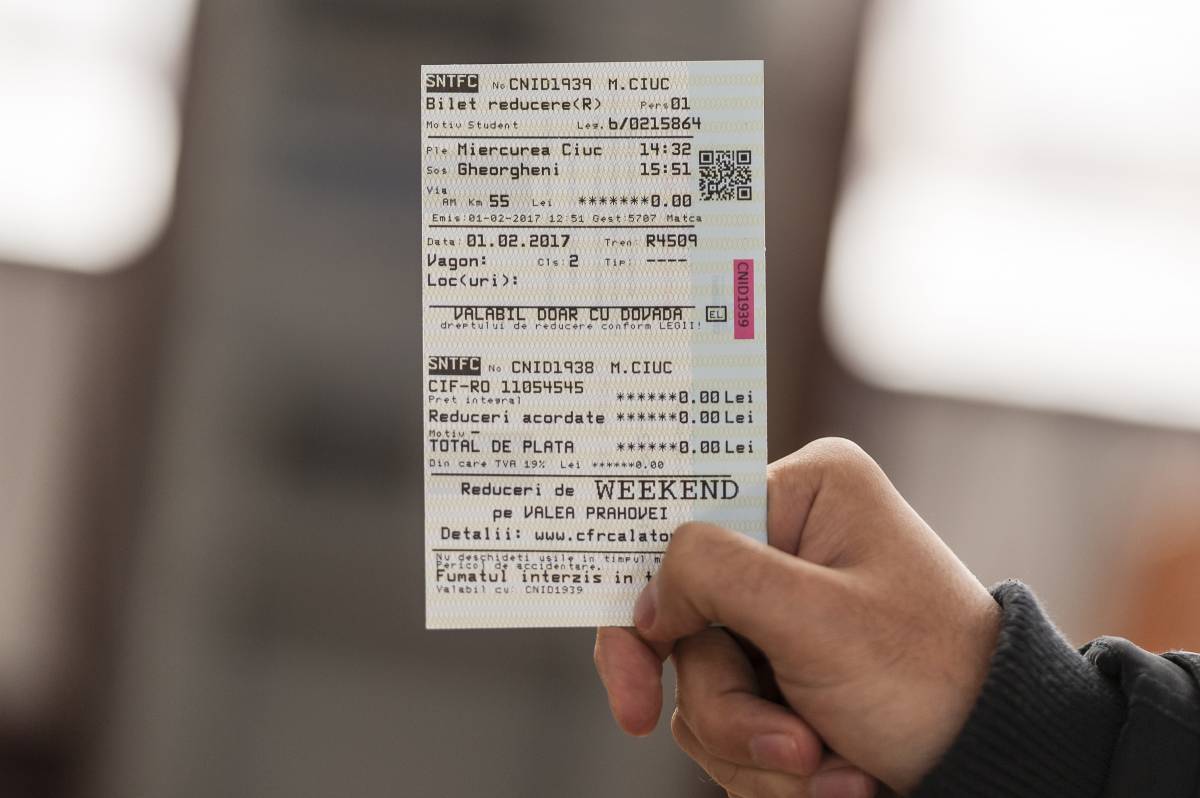 SNTFC No CNID1939 M.CIUC
Bilet reducere(R) Pers 01
Motiv Student Leg. b/0215864
Ple Miercurea Ciuc 14:32
Sos Gheorgheni 15:51
Via
AM Km 55 Lei *******0.00
Emis:01-02-2017 12:51 Gest:5707 Matca
Data: 01.02.2017 Tren: R4509
Vagon: Cls: 2 Tip: ----
Loc(uri):
CNID1939
VALABIL DOAR CU DOVADA EL
dreptului de reducere conform LEGII!
SNTFC No CNID1938 M.CIUC
CIF-RO 11054545
Pret integral ******0.00 Lei
Reduceri acordate ******0.00 Lei
Motiv -
TOTAL DE PLATA ******0.00 Lei
Din care TVA 19% Lei ******0.00
Reduceri de WEEKEND
pe VALEA PRAHOVEI
Detalii: www.cfrcalato
Nu deschideti usile in timpul m
Pericol de accidentare.
Fumatul interzis in t
Valabil cu: CNID1939